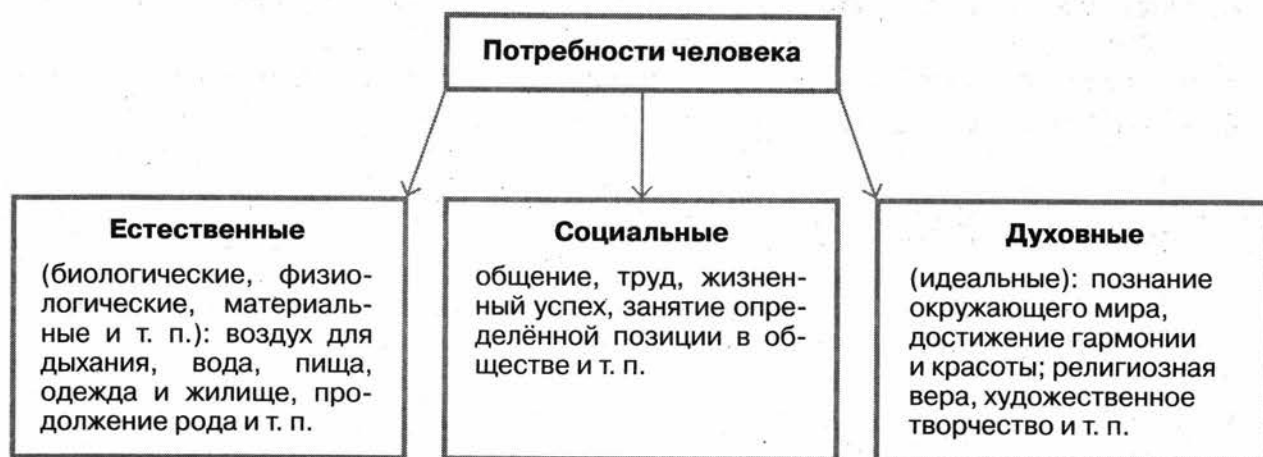 Потребности человека
Естественные
(биологические, физио-
логические, материаль-
ные и т. п.): воздух для
дыхания, вода, пища,
одежда и жилище, про-
должение рода и т. п.
Социальные
общение, труд, жизнен-
ный успех, занятие опре-
делённой позиции в об-
ществе и т. п.
Духовные
(идеальные): познание
окружающего мира,
достижение гармонии
и красоты; религиозная
вера, художественное
творчество и т. п.